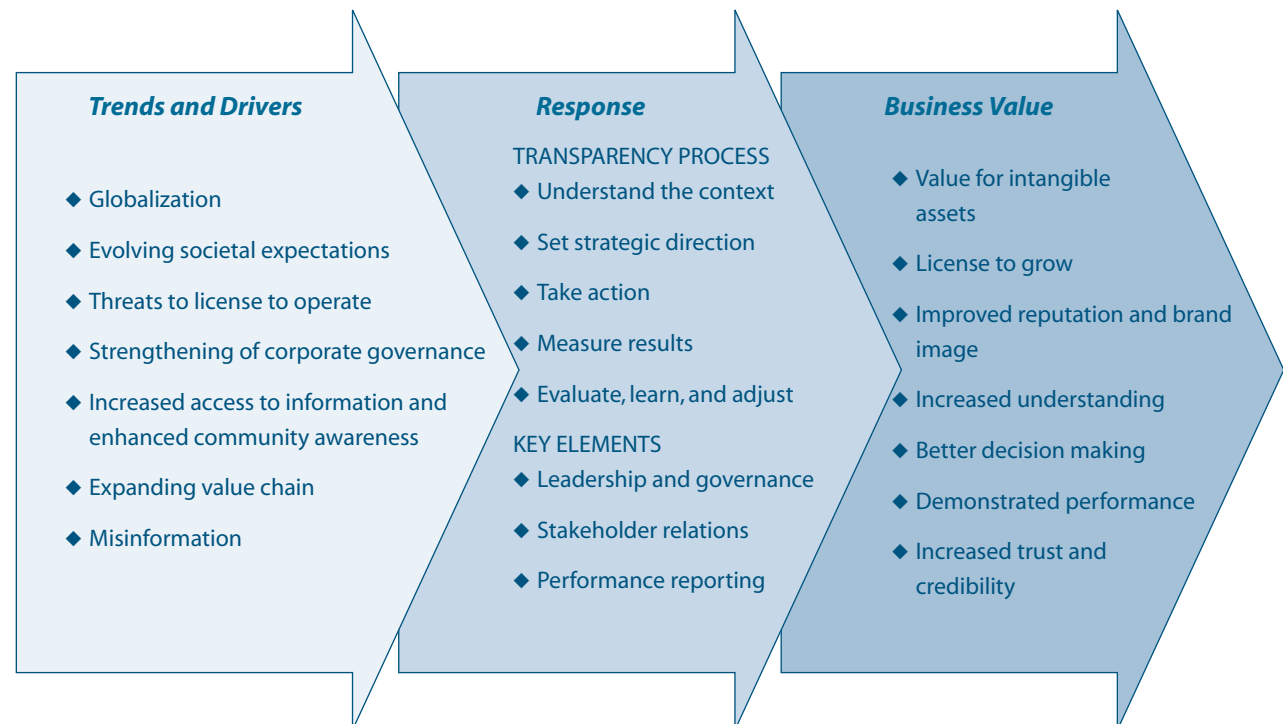 Trends and Drivers
◆ Globalization
◆ Evolving societal expectations
◆ Threats to license to operate
◆ Strengthening of corporate governance
◆ Increased access to information and
enhanced community awareness
◆ Expanding value chain
◆ Misinformation
Response
TRANSPARENCY PROCESS
◆ Understand the context
◆ Set strategic direction
◆ Take action
◆ Measure results
◆ Evaluate, learn, and adjust
KEY ELEMENTS
◆ Leadership and governance
◆ Stakeholder relations
◆ Performance reporting
Business Value
◆ Value for intangible
assets
◆ License to grow
◆ Improved reputation and brand
image
◆ Increased understanding
◆ Better decision making
◆ Demonstrated performance
◆ Increased trust and
credibility